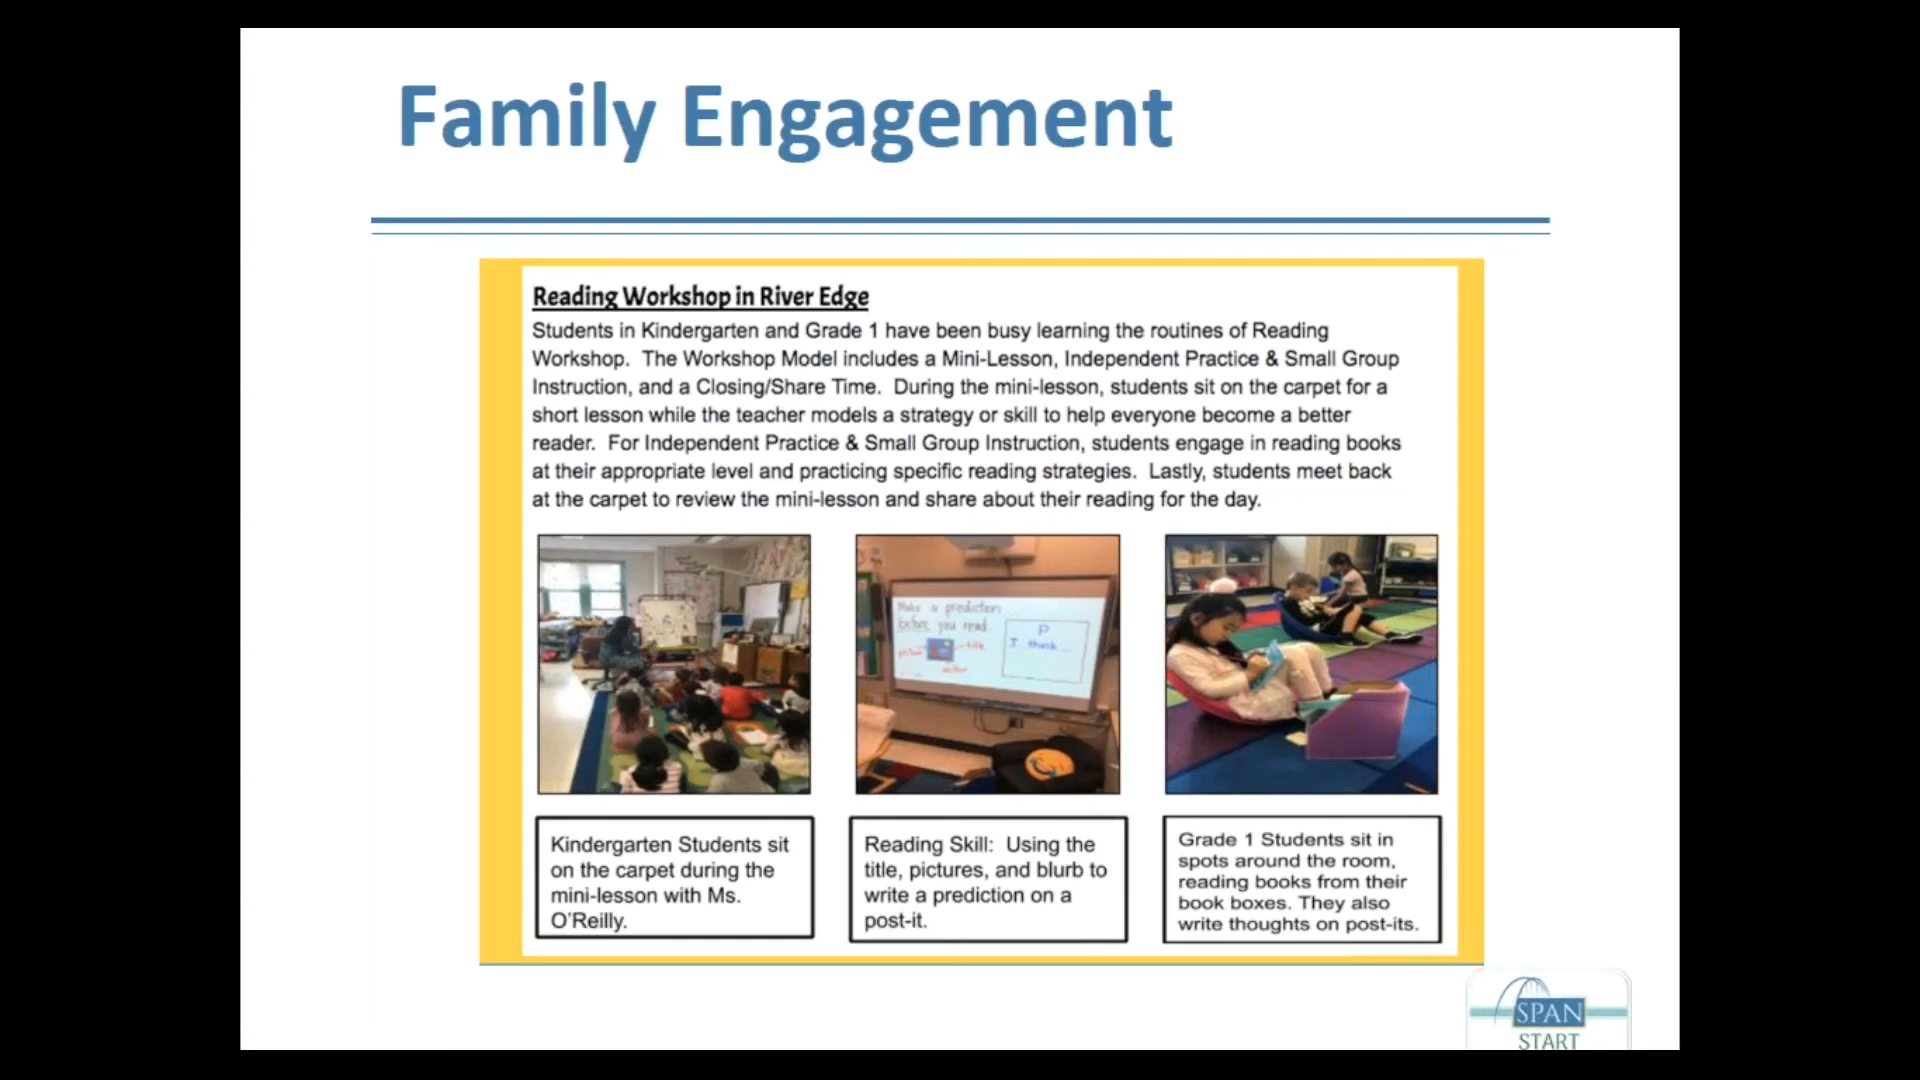 Family Engagement
Reading Workshop in River Edge
Students in Kindergarten and Grade 1 have been busy learning the routines of Reading
Workshop. The Workshop Model includes a Mini-Lesson, Independent Practice & Small Group
Instruction, and a Closing/Share Time. During the mini-lesson, students sit on the carpet for a
short lesson while the teacher models a strategy or skill to help everyone become a better
reader. For Independent Practice & Small Group Instruction, students engage in reading books
at their appropriate level and practicing specific reading strategies. Lastly, students meet back
at the carpet to review the mini-lesson and share about their reading for the day.
Make a prediction
before you read
title
P
I think...
Kindergarten Students sit
on the carpet during the
mini-lesson with Ms.
O'Reilly.
Reading Skill: Using the
title, pictures, and blurb to
write a prediction on a
post-it.
Grade 1 Students sit in
spots around the room,
reading books from their
book boxes. They also
write thoughts on post-its.
SPAN
START